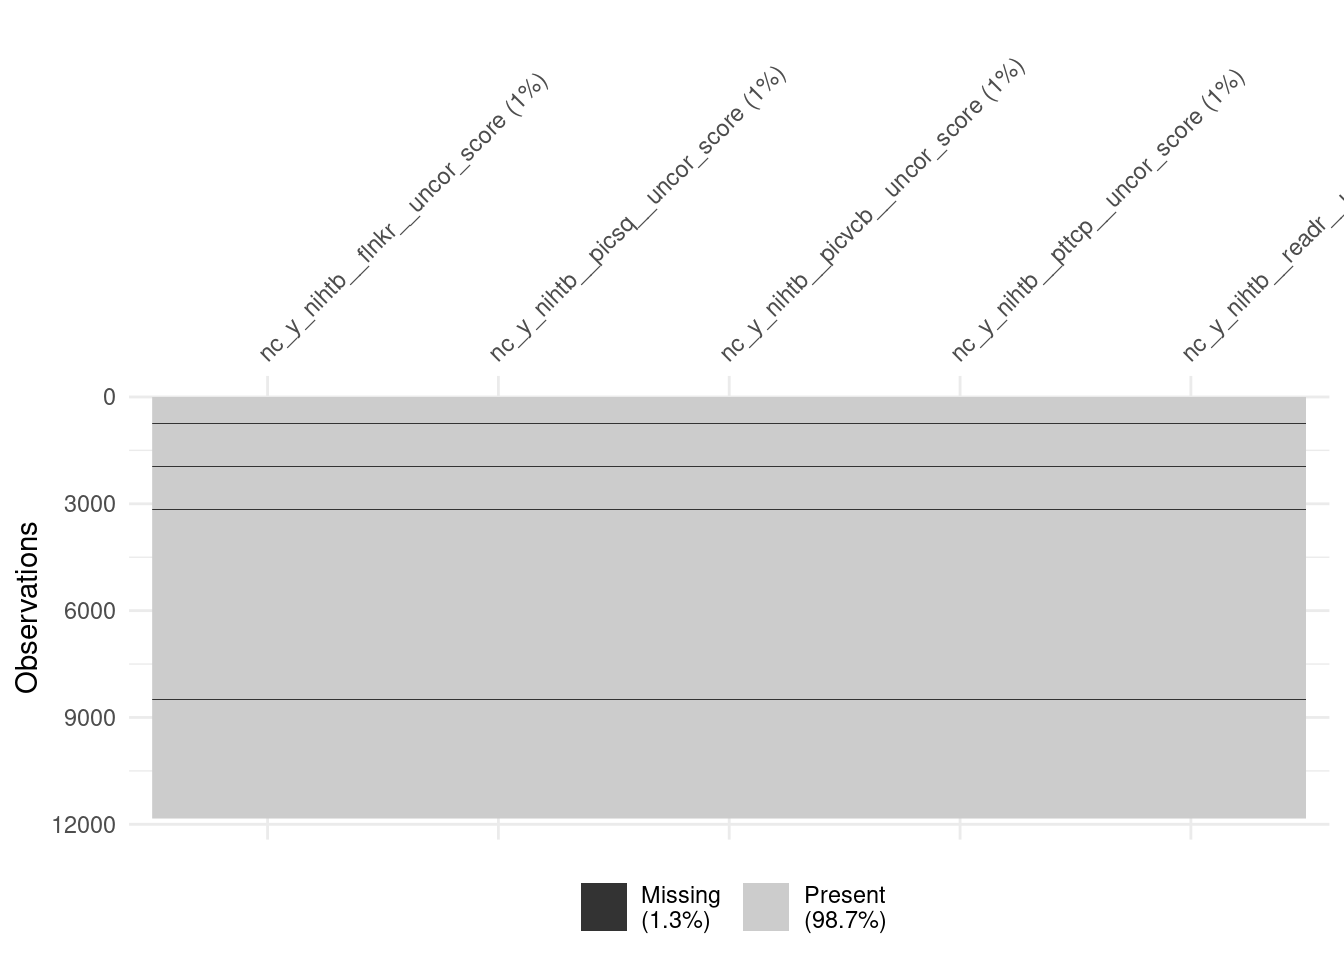 nc_y_nihtb__flnkr__uncor_score (1%)
nc_y_nihtb__picsq__uncor_score (1%)
nc_y_nihtb__picvcb__uncor_score (1%)
nc_y_nihtb__pttcp__uncor_score (1%)
nc_y_nihtb__readr__
0
3000
6000
9000
12000
Observations
Missing
(1.3%)
Present
(98.7%)